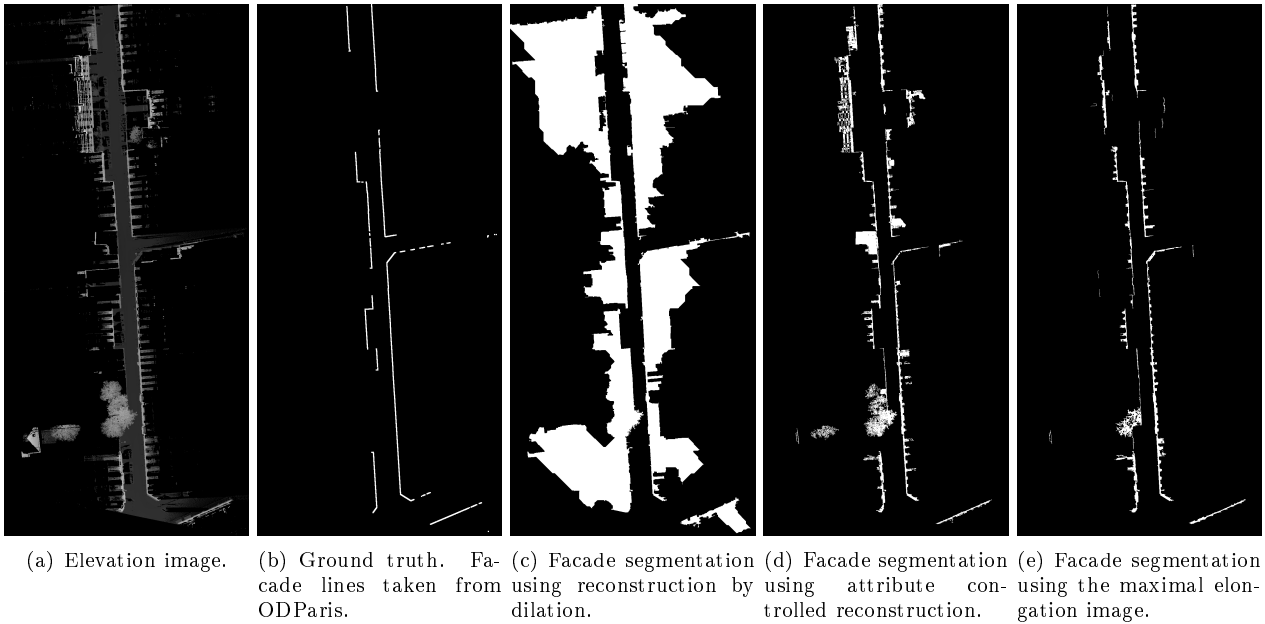 (a) Elevation image.
(b) Ground truth. Fa-
cade lines taken from
ODParis.
(c) Facade segmentation
using reconstruction by
dilation.
(d) Facade segmentation
using attribute con-
trolled reconstruction.
(e) Facade segmentation
using the maximal elon-
gation image.